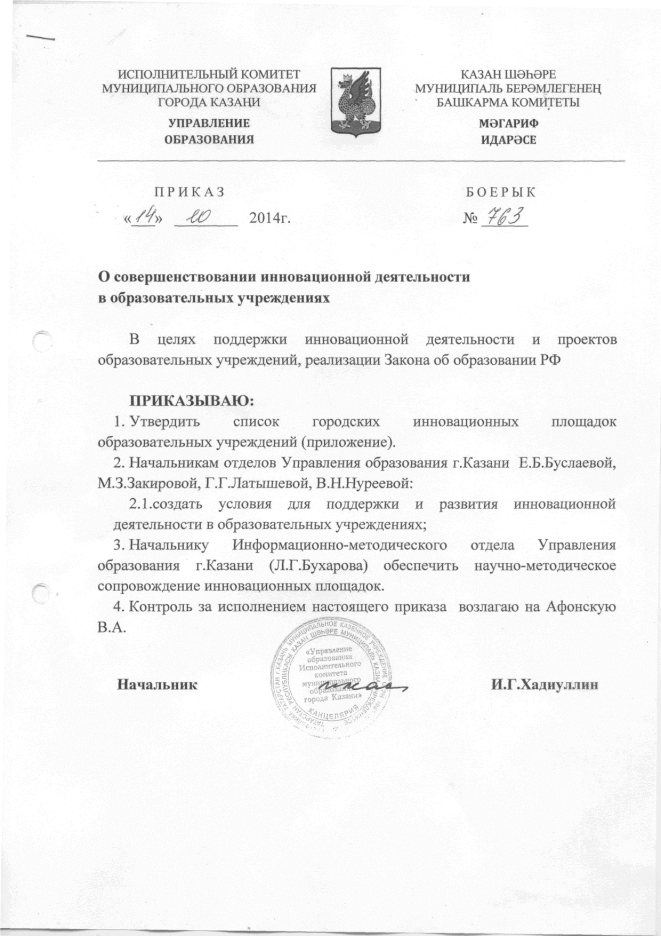 ИСПОЛНИТЕЛЬНЫЙ КОМИТЕТ
МУНИЦИПАЛЬНОГО ОБРАЗОВАНИЯ
ГОРОДА КАЗАНИ
УПРАВЛЕНИЕ
ОБРАЗОВАНИЯ
КАЗАН ШӘҺӘРЕ
МУНИЦИПАЛЬ БЕРӘМЛЕГЕНЕҢ
БАШКАРМА КОМИТЕТЫ
МӘГАРИФ
ИДАРӘСЕ
ПРИКАЗ
БОЕРЫК
«14» 10 2014г.
№ 763
О совершенствовании инновационной деятельности
в образовательных учреждениях
В целях поддержки инновационной деятельности и проектов
образовательных учреждений, реализации Закона об образовании РФ
ПРИКАЗЫВАЮ:
1. Утвердить список городских инновационных площадок
образовательных учреждений (приложение).
2. Начальникам отделов Управления образования г.Казани Е.Б.Буслаевой,
М.З.Закировой, Г.Г.Латышевой, В.Н.Нуреевой:
2.1.создать условия для поддержки и развития инновационной
деятельности в образовательных учреждениях;
3. Начальнику Информационно-методического отдела Управления
образования г.Казани (Л.Г.Бухарова) обеспечить научно-методическое
сопровождение инновационных площадок.
4. Контроль за исполнением настоящего приказа возлагаю на Афонскую
В.А.
«Управление
образования
Исполнительного
комитета
муниципального
города Казани»
КАНЦЕЛЯРИЯ
Начальник
И.Г.Хадиуллин